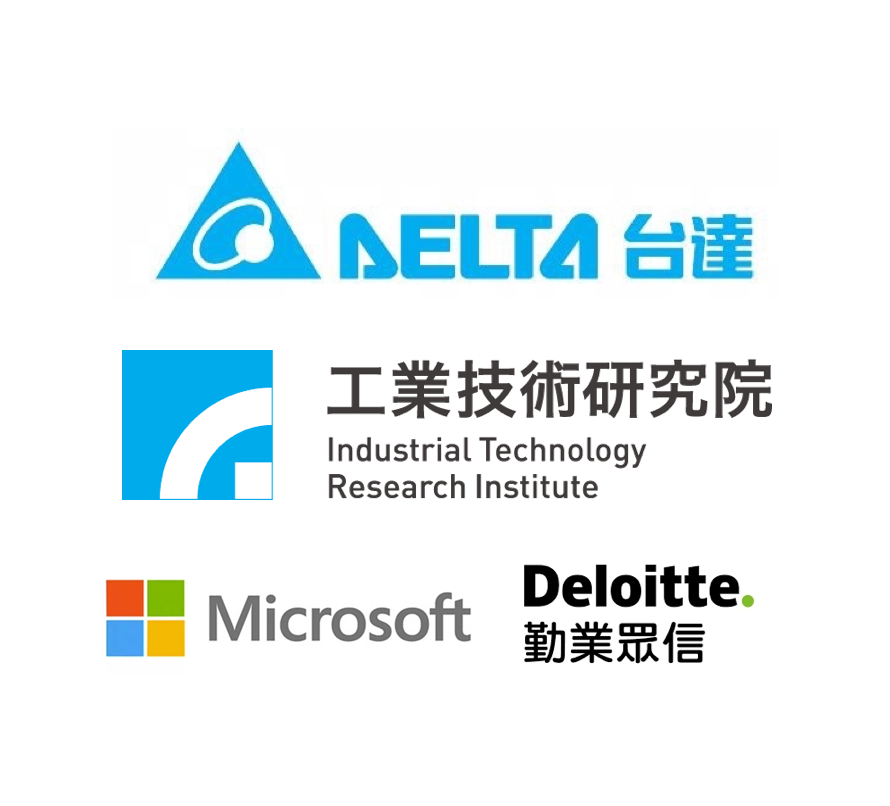 DELTA 台達
工業技術研究院
Industrial Technology
Research Institute
Microsoft
Deloitte.
勤業眾信